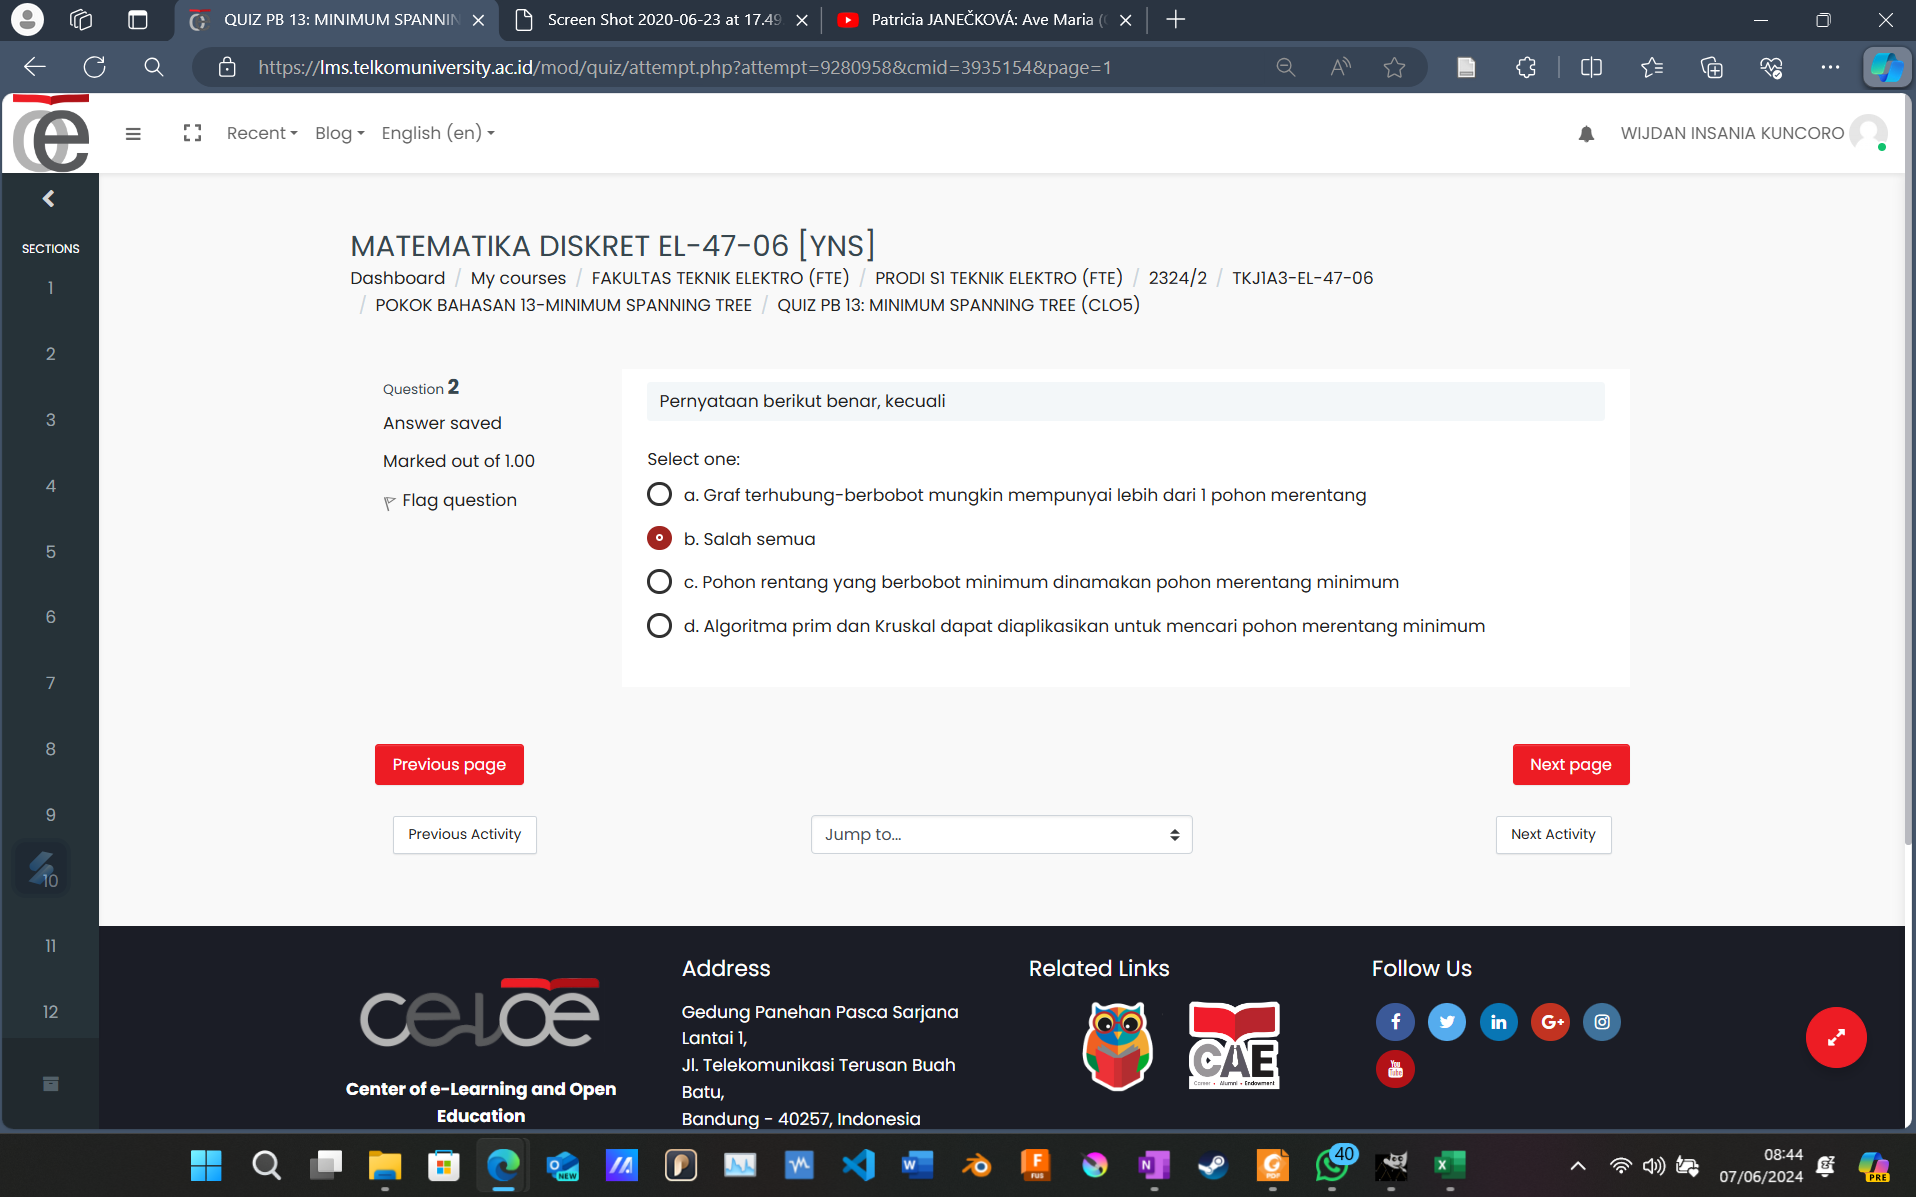 QUIZ PB 13: MINIMUM SPANNIN
Screen Shot 2020-06-23 at 17.49
Patricia JANEČKOVÁ: Ave Maria (
https://lms.telkomuniversity.ac.id/mod/quiz/attempt.php?attempt=9280958&cmid=3935154&page=1
Recent
Blog
English (en)
WIJDAN INSANIA KUNCORO
SECTIONS
1
2
3
4
5
6
7
8
9
10
11
12
MATEMATIKA DISKRET EL-47-06 [YNS]
Dashboard / My courses / FAKULTAS TEKNIK ELEKTRO (FTE) / PRODI S1 TEKNIK ELEKTRO (FTE) / 2324/2 / TKJ1A3-EL-47-06
/ POKOK BAHASAN 13-MINIMUM SPANNING TREE / QUIZ PB 13: MINIMUM SPANNING TREE (CLO5)
Question 2
Answer saved
Marked out of 1.00
Flag question
Pernyataan berikut benar, kecuali
Select one:
a. Graf terhubung-berbobot mungkin mempunyai lebih dari 1 pohon merentang
b. Salah semua
c. Pohon rentang yang berbobot minimum dinamakan pohon merentang minimum
d. Algoritma prim dan Kruskal dapat diaplikasikan untuk mencari pohon merentang minimum
Previous page
Next page
Previous Activity
Jump to...
Next Activity
celoe
Center of e-Learning and Open
Education
Address
Gedung Panehan Pasca Sarjana
Lantai 1,
Jl. Telekomunikasi Terusan Buah
Batu,
Bandung - 40257, Indonesia
Related Links
CAE
Career • Alumni • Endowment
Follow Us
f
in
G+
You
Tube
NEW
W
F
FUS
N
40
X
08:44
07/06/2024
PRE